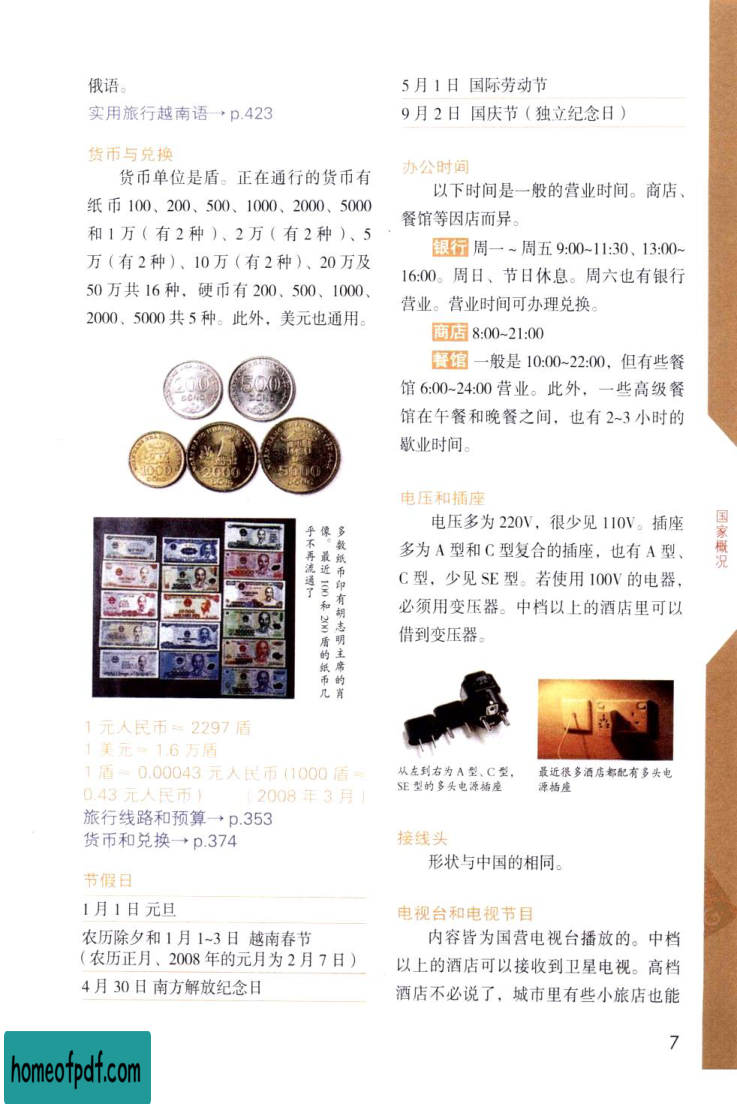 俄语。
实用旅行越南语→p.423
货币与兑换
货币单位是盾。正在通行的货币有
纸币 100、200、500、1000、2000、5000
和 1 万（有 2 种）、2 万（有 2 种）、5
万（有 2 种）、10 万（有 2 种）、20 万及
50 万共 16 种，硬币有 200、500、1000、
2000、5000 共 5 种。此外，美元也通用。
200
500
ĐỒNG
1000
2000
5000
多数纸币印有胡志明主席的肖
像。最近 100 和 200 盾的纸币几
乎不再流通了
1 元人民币≈ 2297 盾
1 美元≈ 1.6 万盾
1 盾≈ 0.00043 元人民币（1000 盾≈
0.43 元人民币）（2008 年 3 月）
旅行线路和预算→p.353
货币和兑换→p.374
节假日
1 月 1 日 元旦
农历除夕和 1 月 1~3 日 越南春节
（农历正月、2008 年的元月为 2 月 7 日）
4 月 30 日 南方解放纪念日
5 月 1 日 国际劳动节
9 月 2 日 国庆节（独立纪念日）
办公时间
以下时间是一般的营业时间。商店、
餐馆等因店而异。
银行 周一 ~ 周五 9:00~11:30、13:00~
16:00。周日、节日休息。周六也有银行
营业。营业时间可办理兑换。
商店 8:00~21:00
餐馆 一般是 10:00~22:00，但有些餐
馆 6:00~24:00 营业。此外，一些高级餐
馆在午餐和晚餐之间，也有 2~3 小时的
歇业时间。
电压和插座
电压多为 220V，很少见 110V。插座
多为 A 型和 C 型复合的插座，也有 A 型、
C 型，少见 SE 型。若使用 100V 的电器，
必须用变压器。中档以上的酒店里可以
借到变压器。
从左到右为 A 型、C 型，
SE 型的多头电源插座
最近很多酒店都配有多头电
源插座
接线头
形状与中国的相同。
电视台和电视节目
内容皆为国营电视台播放的。中档
以上的酒店可以接收到卫星电视。高档
酒店不必说了，城市里有些小旅店也能
国家概况
7
homeofpdf.com